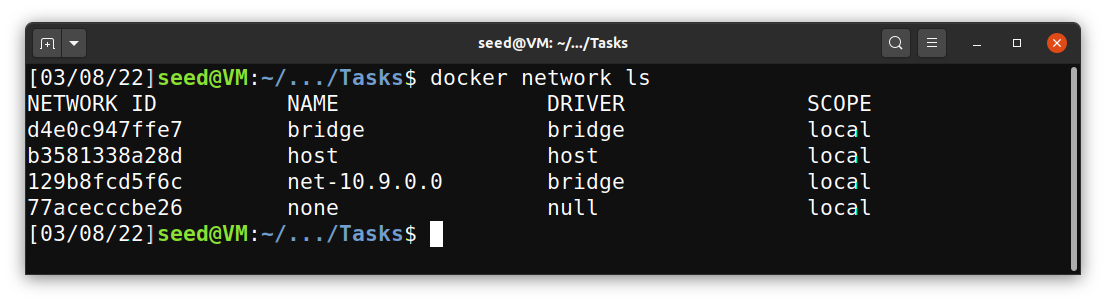 seed@VM: ~/.../Tasks
[03/08/22]seed@VM:~/.../Tasks$ docker network ls
NETWORK ID          NAME                DRIVER              SCOPE
d4e0c947ffe7        bridge              bridge              local
b3581338a28d        host                host                local
129b8fcd5f6c        net-10.9.0.0        bridge              local
77acecccbe26        none                null                local
[03/08/22]seed@VM:~/.../Tasks$